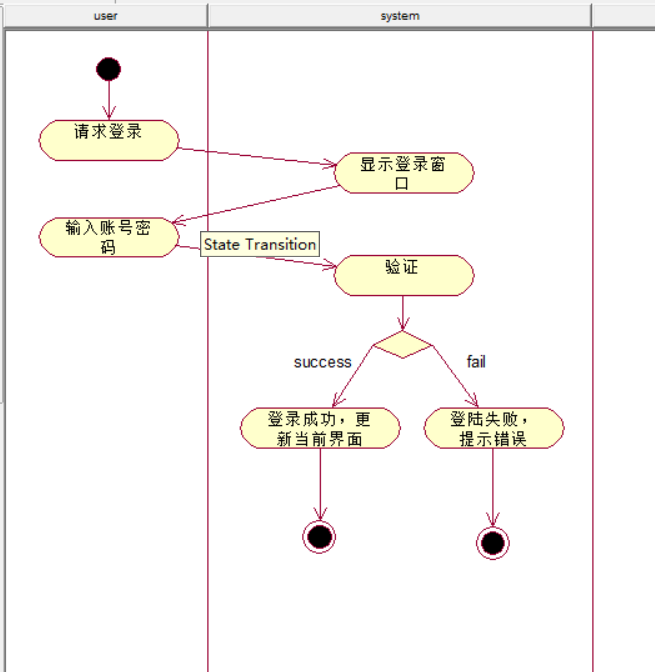 user
system
请求登录
显示登录窗
口
输入账号密
码
State Transition
验证
success
fail
登录成功，更
新当前界面
登陆失败，
提示错误